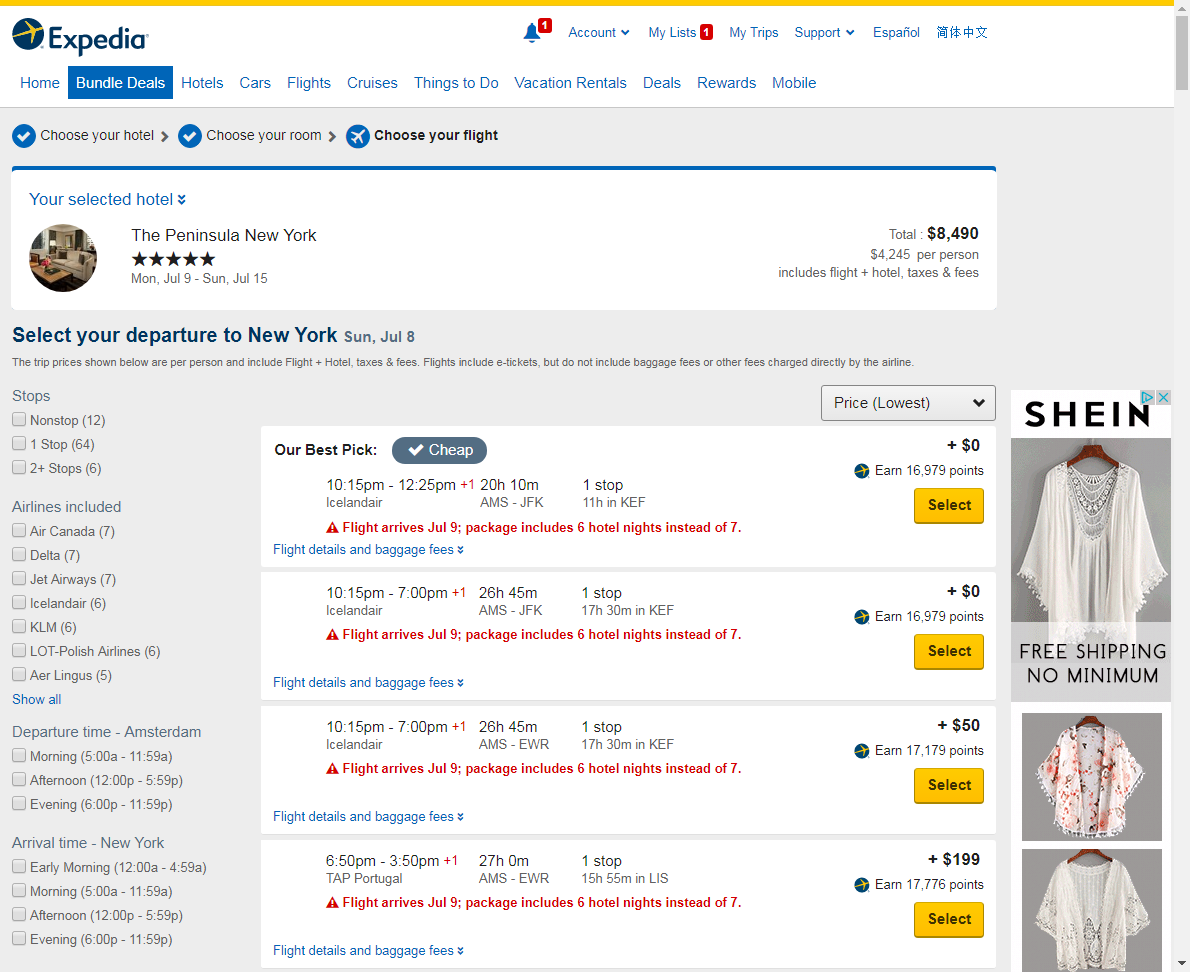 Expedia
1
Account
My Lists 1
My Trips
Support
Español
简体中文
Home
Bundle Deals
Hotels
Cars
Flights
Cruises
Things to Do
Vacation Rentals
Deals
Rewards
Mobile
Choose your hotel
Choose your room
Choose your flight
Your selected hotel
The Peninsula New York
Mon, Jul 9 - Sun, Jul 15
Total : $8,490
$4,245 per person
includes flight + hotel, taxes & fees
Select your departure to New York Sun, Jul 8
The trip prices shown below are per person and include Flight + Hotel, taxes & fees. Flights include e-tickets, but do not include baggage fees or other fees charged directly by the airline.
Stops
Nonstop (12)
1 Stop (64)
2+ Stops (6)
Airlines included
Air Canada (7)
Delta (7)
Jet Airways (7)
Icelandair (6)
KLM (6)
LOT-Polish Airlines (6)
Aer Lingus (5)
Show all
Departure time - Amsterdam
Morning (5:00a - 11:59a)
Afternoon (12:00p - 5:59p)
Evening (6:00p - 11:59p)
Arrival time - New York
Early Morning (12:00a - 4:59a)
Morning (5:00a - 11:59a)
Afternoon (12:00p - 5:59p)
Evening (6:00p - 11:59p)
Price (Lowest)
Our Best Pick: Cheap
+ $0
Earn 16,979 points
10:15pm - 12:25pm +1 20h 10m 1 stop
Icelandair AMS - JFK 11h in KEF
Select
Flight arrives Jul 9; package includes 6 hotel nights instead of 7.
Flight details and baggage fees
+ $0
10:15pm - 7:00pm +1 26h 45m 1 stop
Icelandair AMS - JFK 17h 30m in KEF
Earn 16,979 points
Flight arrives Jul 9; package includes 6 hotel nights instead of 7.
Select
Flight details and baggage fees
+ $50
10:15pm - 7:00pm +1 26h 45m 1 stop
Icelandair AMS - EWR 17h 30m in KEF
Earn 17,179 points
Flight arrives Jul 9; package includes 6 hotel nights instead of 7.
Select
Flight details and baggage fees
+ $199
6:50pm - 3:50pm +1 27h 0m 1 stop
TAP Portugal AMS - EWR 15h 55m in LIS
Earn 17,776 points
Flight arrives Jul 9; package includes 6 hotel nights instead of 7.
Select
Flight details and baggage fees
SHEIN
FREE SHIPPING
NO MINIMUM